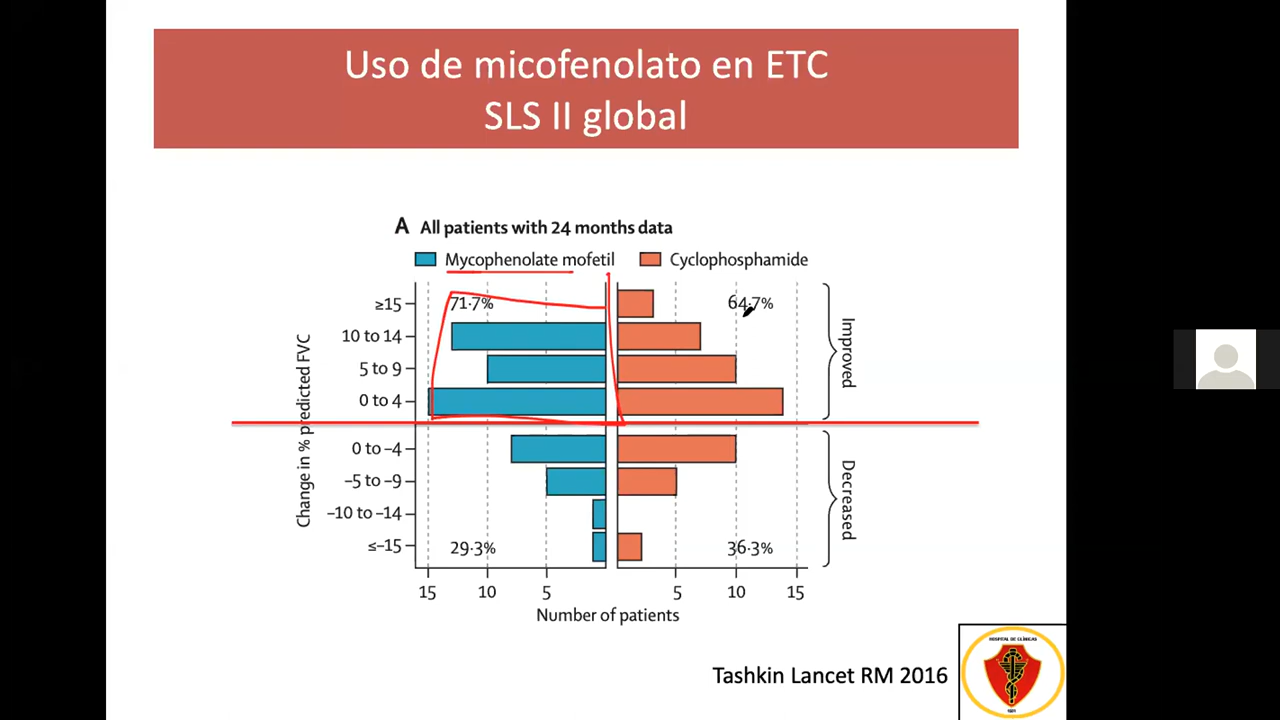 Uso de micofenolato en ETC
SLS II global
A All patients with 24 months data
Mycophenolate mofetil Cyclophosphamide
Change in % predicted FVC
≥15 71·7% 64·7%
10 to 14
5 to 9
0 to 4
Improved
0 to –4
–5 to –9
–10 to –14
≤–15 29·3% 36·3%
Decreased
15 10 5 5 10 15
Number of patients
Tashkin Lancet RM 2016
HOSPITAL DE CLÍNICAS